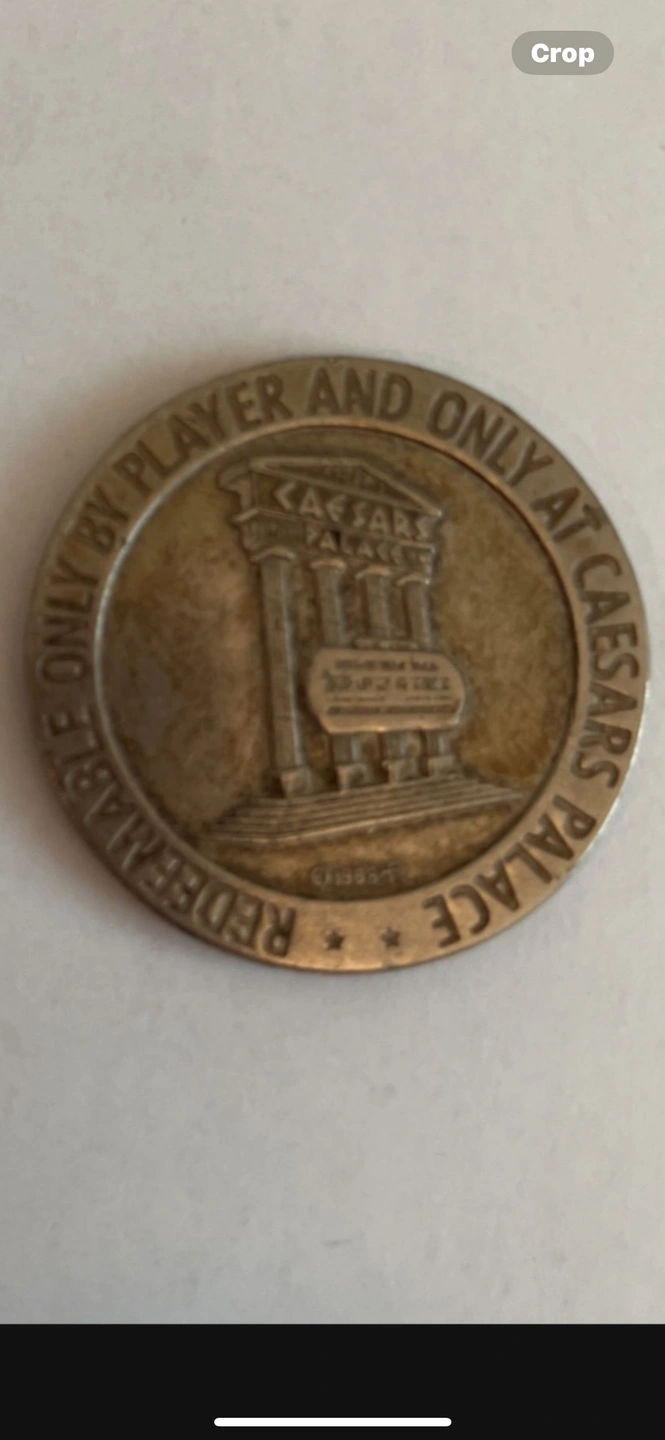 Crop
REDEEMABLE ONLY BY PLAYER AND ONLY AT CAESARS PALACE
CAESARS
PALACE